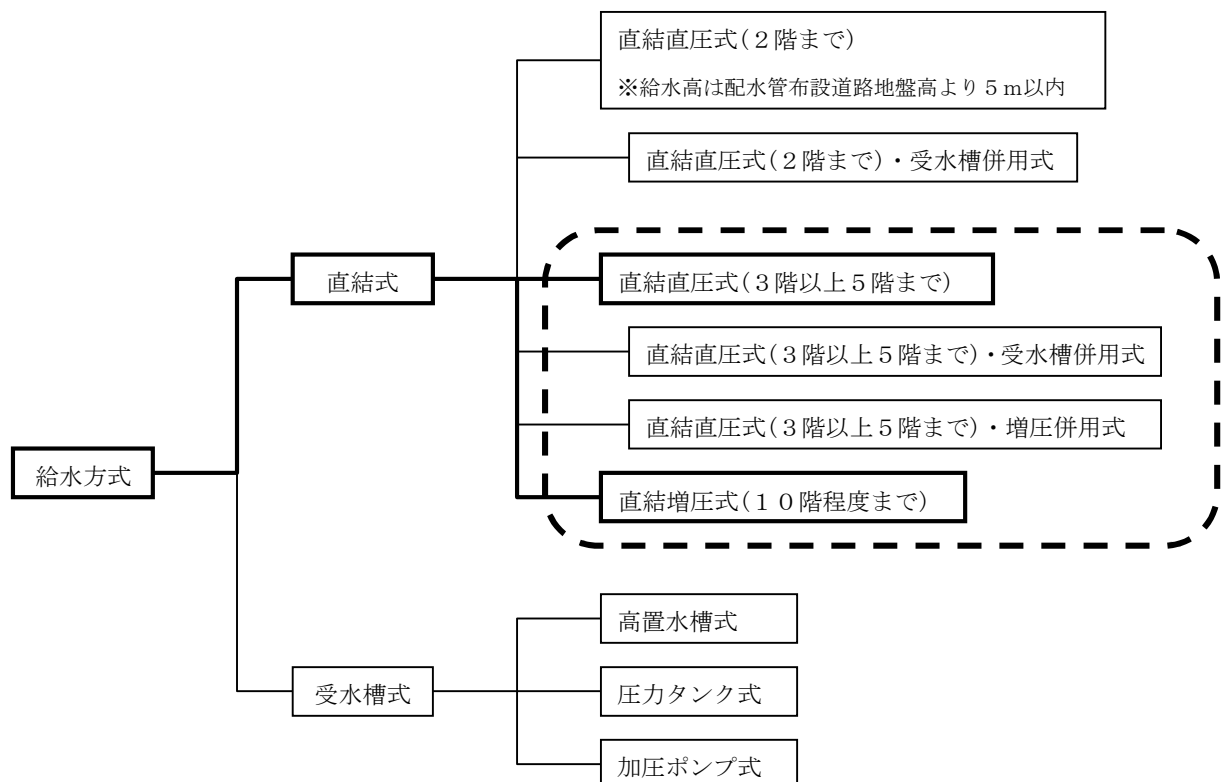 直結直圧式(２階まで)
※給水高は配水管布設道路地盤高より５ｍ以内
直結直圧式(２階まで)・受水槽併用式
直結式
直結直圧式(３階以上５階まで)
直結直圧式(３階以上５階まで)・受水槽併用式
直結直圧式(３階以上５階まで)・増圧併用式
給水方式
直結増圧式(１０階程度まで)
高置水槽式
受水槽式
圧力タンク式
加圧ポンプ式